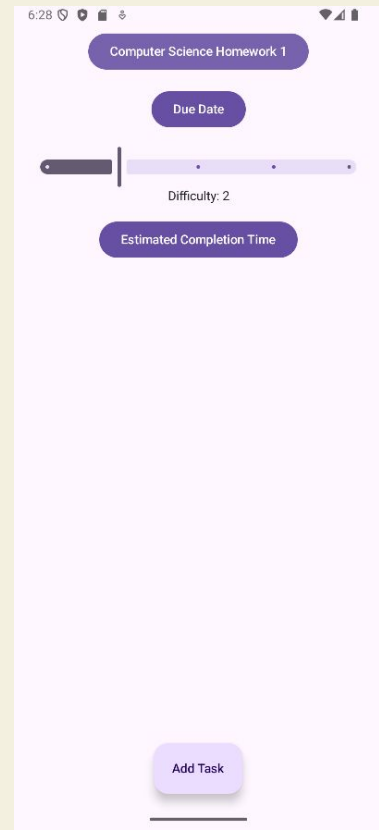 6:28
Computer Science Homework 1
Due Date
Difficulty: 2
Estimated Completion Time
Add Task